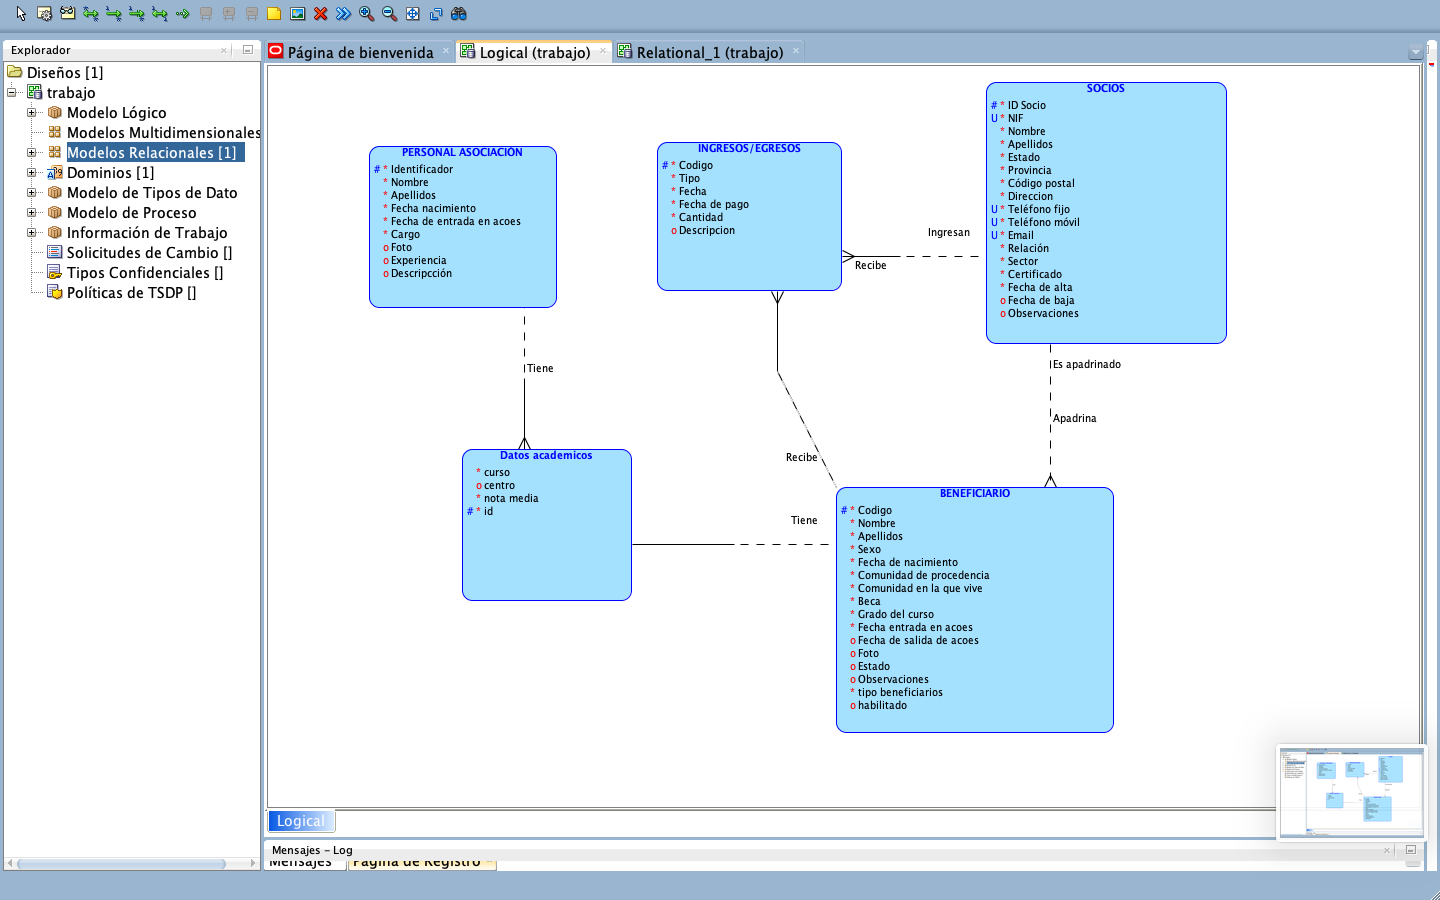 Explorador
Diseños [1]
trabajo
Modelo Lógico
Modelos Multidimensionales
Modelos Relacionales [1]
Dominios [1]
Modelo de Tipos de Dato
Modelo de Proceso
Información de Trabajo
Solicitudes de Cambio []
Tipos Confidenciales []
Políticas de TSDP []
Página de bienvenida
Logical (trabajo)
Relational_1 (trabajo)
PERSONAL ASOCIACION
# * Identificador
* Nombre
* Apellidos
* Fecha nacimiento
* Fecha de entrada en acoes
* Cargo
o Foto
o Experiencia
o Descripcción
INGRESOS/EGRESOS
# * Codigo
* Tipo
* Fecha
* Fecha de pago
* Cantidad
o Descripcion
SOCIOS
# * ID Socio
U * NIF
* Nombre
* Apellidos
* Estado
* Provincia
* Código postal
* Direccion
U * Teléfono fijo
U * Teléfono móvil
U * Email
* Relación
* Sector
* Certificado
* Fecha de alta
o Fecha de baja
o Observaciones
Ingresan
Recibe
Tiene
Es apadrinado
Apadrina
Recibe
Tiene
Datos academicos
* curso
o centro
* nota media
# * id
BENEFICIARIO
# * Codigo
* Nombre
* Apellidos
* Sexo
* Fecha de nacimiento
* Comunidad de procedencia
* Comunidad en la que vive
* Beca
* Grado del curso
* Fecha entrada en acoes
o Fecha de salida de acoes
o Foto
o Estado
o Observaciones
* tipo beneficiarios
o habilitado
Logical
Mensajes - Log
Mensajes
Página de Registro